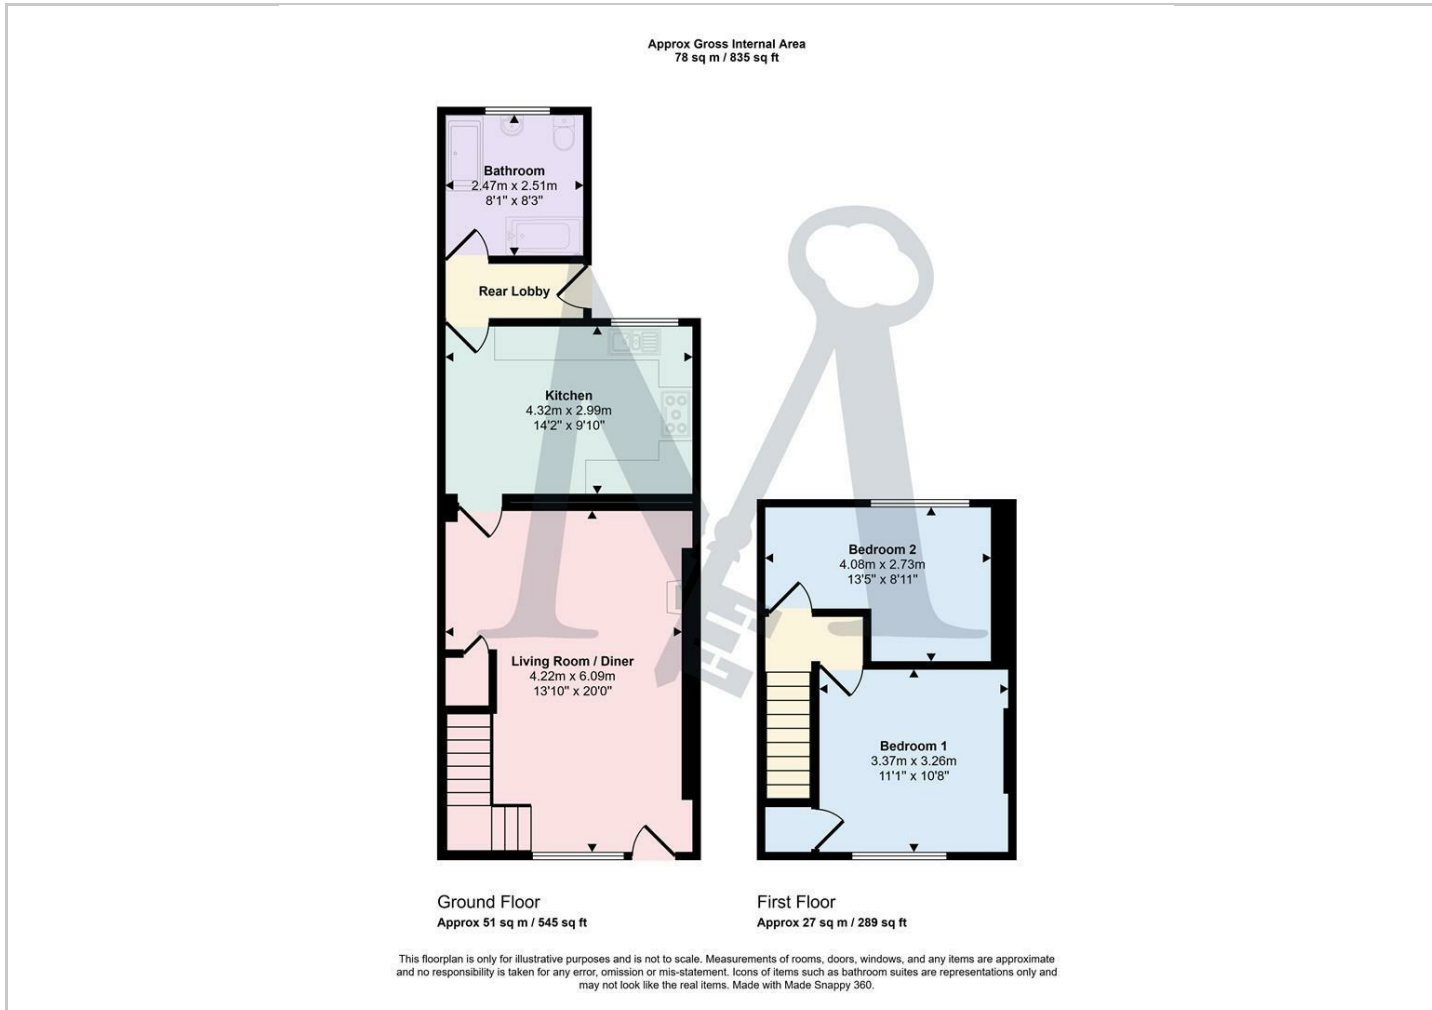 Approx Gross Internal Area
78 sq m / 835 sq ft
Bathroom
2.47m x 2.51m
8'1" x 8'3"
Rear Lobby
Kitchen
4.32m x 2.99m
14'2" x 9'10"
Living Room / Diner
4.22m x 6.09m
13'10" x 20'0"
Bedroom 2
4.08m x 2.73m
13'5" x 8'11"
Bedroom 1
3.37m x 3.26m
11'1" x 10'8"
Ground Floor
Approx 51 sq m / 545 sq ft
First Floor
Approx 27 sq m / 289 sq ft
This floorplan is only for illustrative purposes and is not to scale. Measurements of rooms, doors, windows, and any items are approximate
and no responsibility is taken for any error, omission or mis-statement. Icons of items such as bathroom suites are representations only and
may not look like the real items. Made with Made Snappy 360.